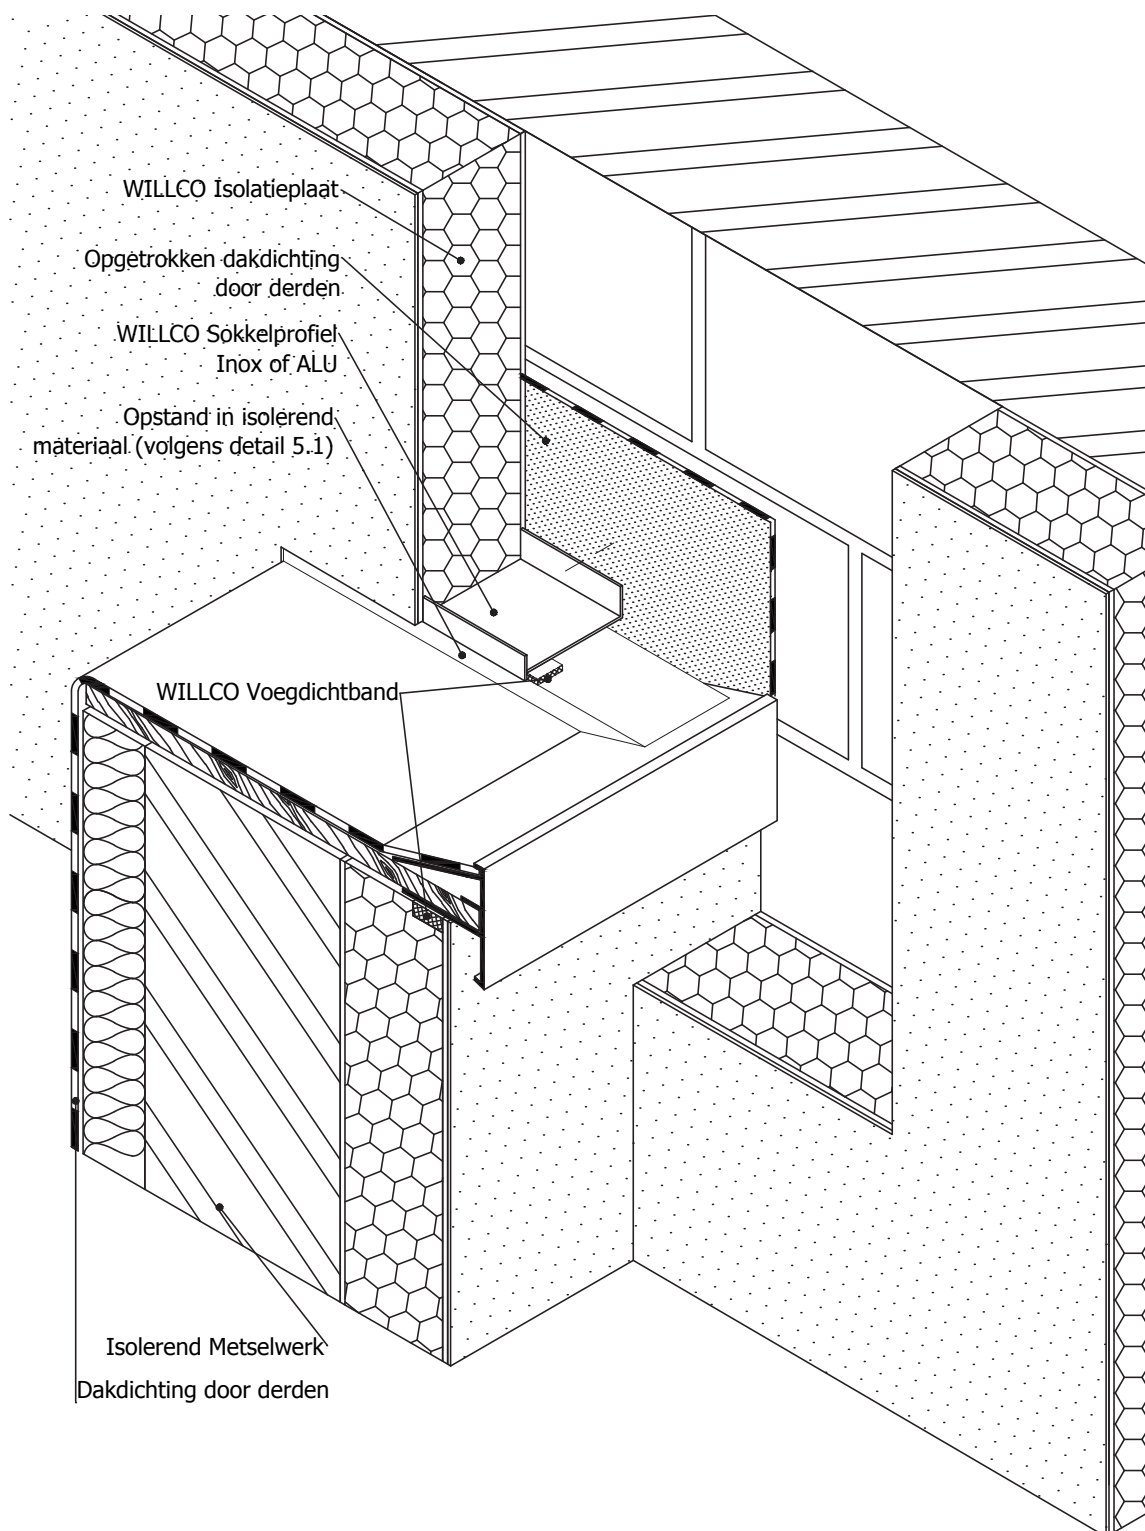 WILLCO Isolatieplaat
Opgetrokken dakdichting
door derden
WILLCO Sokkelprofiel
Inox of ALU
Opstand in isolerend
materiaal (volgens detail 5.1)
WILLCO Voegdichtband
Isolerend Metselwerk
Dakdichting door derden